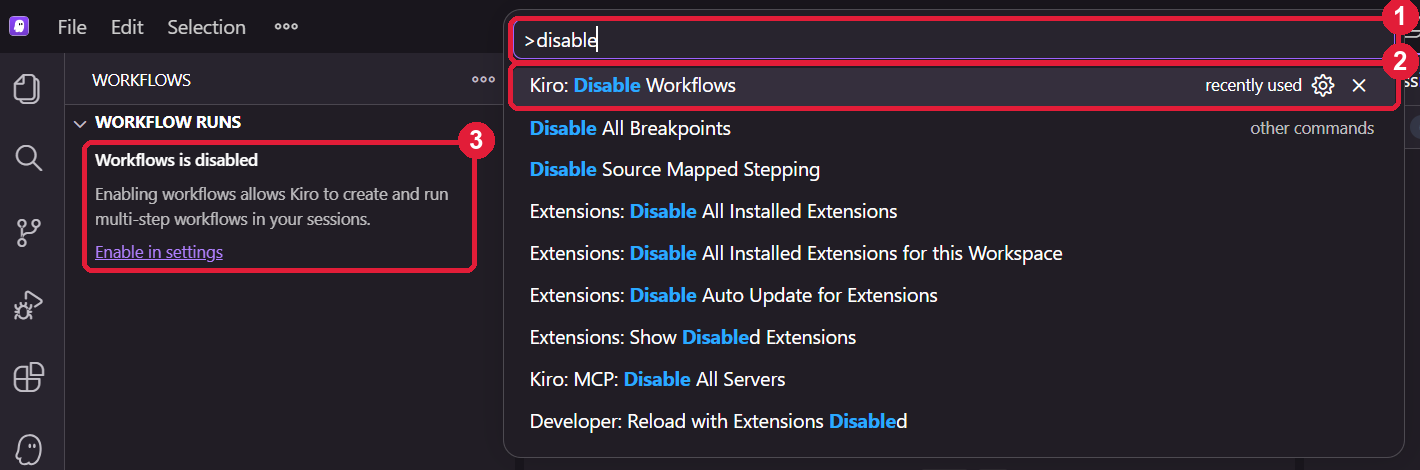 File Edit Selection
1
>disable
2
WORKFLOWS
Kiro: Disable Workflows recently used
WORKFLOW RUNS
3
Disable All Breakpoints other commands
Workflows is disabled
Disable Source Mapped Stepping
Enabling workflows allows Kiro to create and run
multi-step workflows in your sessions.
Enable in settings
Extensions: Disable All Installed Extensions
Extensions: Disable All Installed Extensions for this Workspace
Extensions: Disable Auto Update for Extensions
Extensions: Show Disabled Extensions
Kiro: MCP: Disable All Servers
Developer: Reload with Extensions Disabled